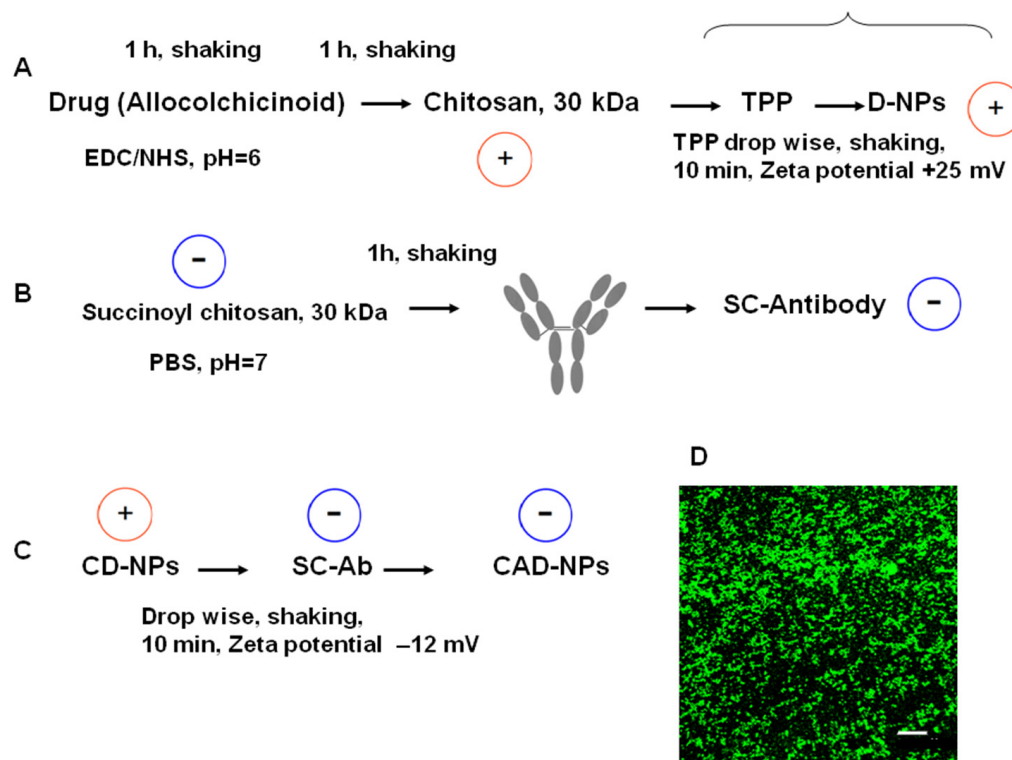 A
1 h, shaking 1 h, shaking
Drug (Allocolchicinoid) Chitosan, 30 kDa TPP D-NPs +
EDC/NHS, pH=6 + TPP drop wise, shaking,
10 min, Zeta potential +25 mV
B
-
1h, shaking
Succinoyl chitosan, 30 kDa SC-Antibody -
PBS, pH=7
C
+ - -
CD-NPs SC-Ab CAD-NPs
Drop wise, shaking,
10 min, Zeta potential –12 mV
D